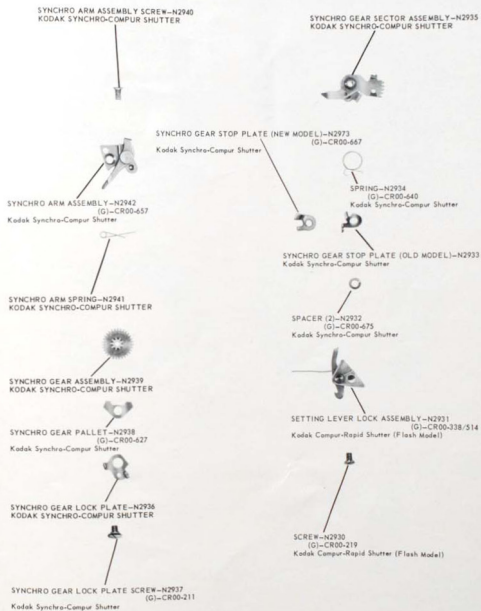 SYNCHRO ARM ASSEMBLY SCREW—N2940
KODAK SYNCHRO-COMPUR SHUTTER
SYNCHRO ARM ASSEMBLY—N2942
(G)—CR00-657
Kodak Synchro-Compur Shutter
SYNCHRO ARM SPRING—N2941
KODAK SYNCHRO-COMPUR SHUTTER
SYNCHRO GEAR ASSEMBLY—N2939
KODAK SYNCHRO-COMPUR SHUTTER
SYNCHRO GEAR PALLET—N2938
(G)—CR00-627
Kodak Synchro-Compur Shutter
SYNCHRO GEAR LOCK PLATE—N2936
KODAK SYNCHRO-COMPUR SHUTTER
SYNCHRO GEAR LOCK PLATE SCREW—N2937
(G)—CR00-211
Kodak Synchro-Compur Shutter
SYNCHRO GEAR SECTOR ASSEMBLY—N2935
KODAK SYNCHRO-COMPUR SHUTTER
SYNCHRO GEAR STOP PLATE (NEW MODEL)—N2973
(G)—CR00-667
Kodak Synchro-Compur Shutter
SPRING—N2934
(G)—CR00-640
Kodak Synchro-Compur Shutter
SYNCHRO GEAR STOP PLATE (OLD MODEL)—N2933
Kodak Synchro-Compur Shutter
SPACER (2)—N2932
(G)—CR00-675
Kodak Synchro-Compur Shutter
SETTING LEVER LOCK ASSEMBLY—N2931
(G)—CR00-338/514
Kodak Compur-Rapid Shutter (Flash Model)
SCREW—N2930
(G)—CR00-219
Kodak Compur-Rapid Shutter (Flash Model)